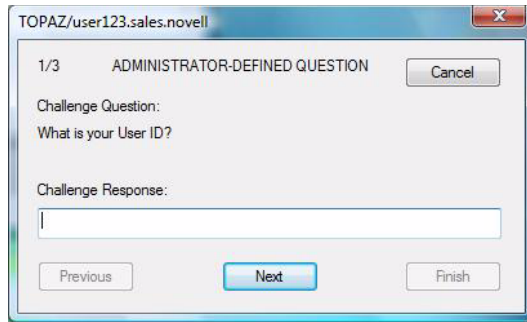 TOPAZ/user123.sales.novell
1/3 ADMINISTRATOR-DEFINED QUESTION
Cancel
Challenge Question:
What is your User ID?
Challenge Response:
Previous Next Finish